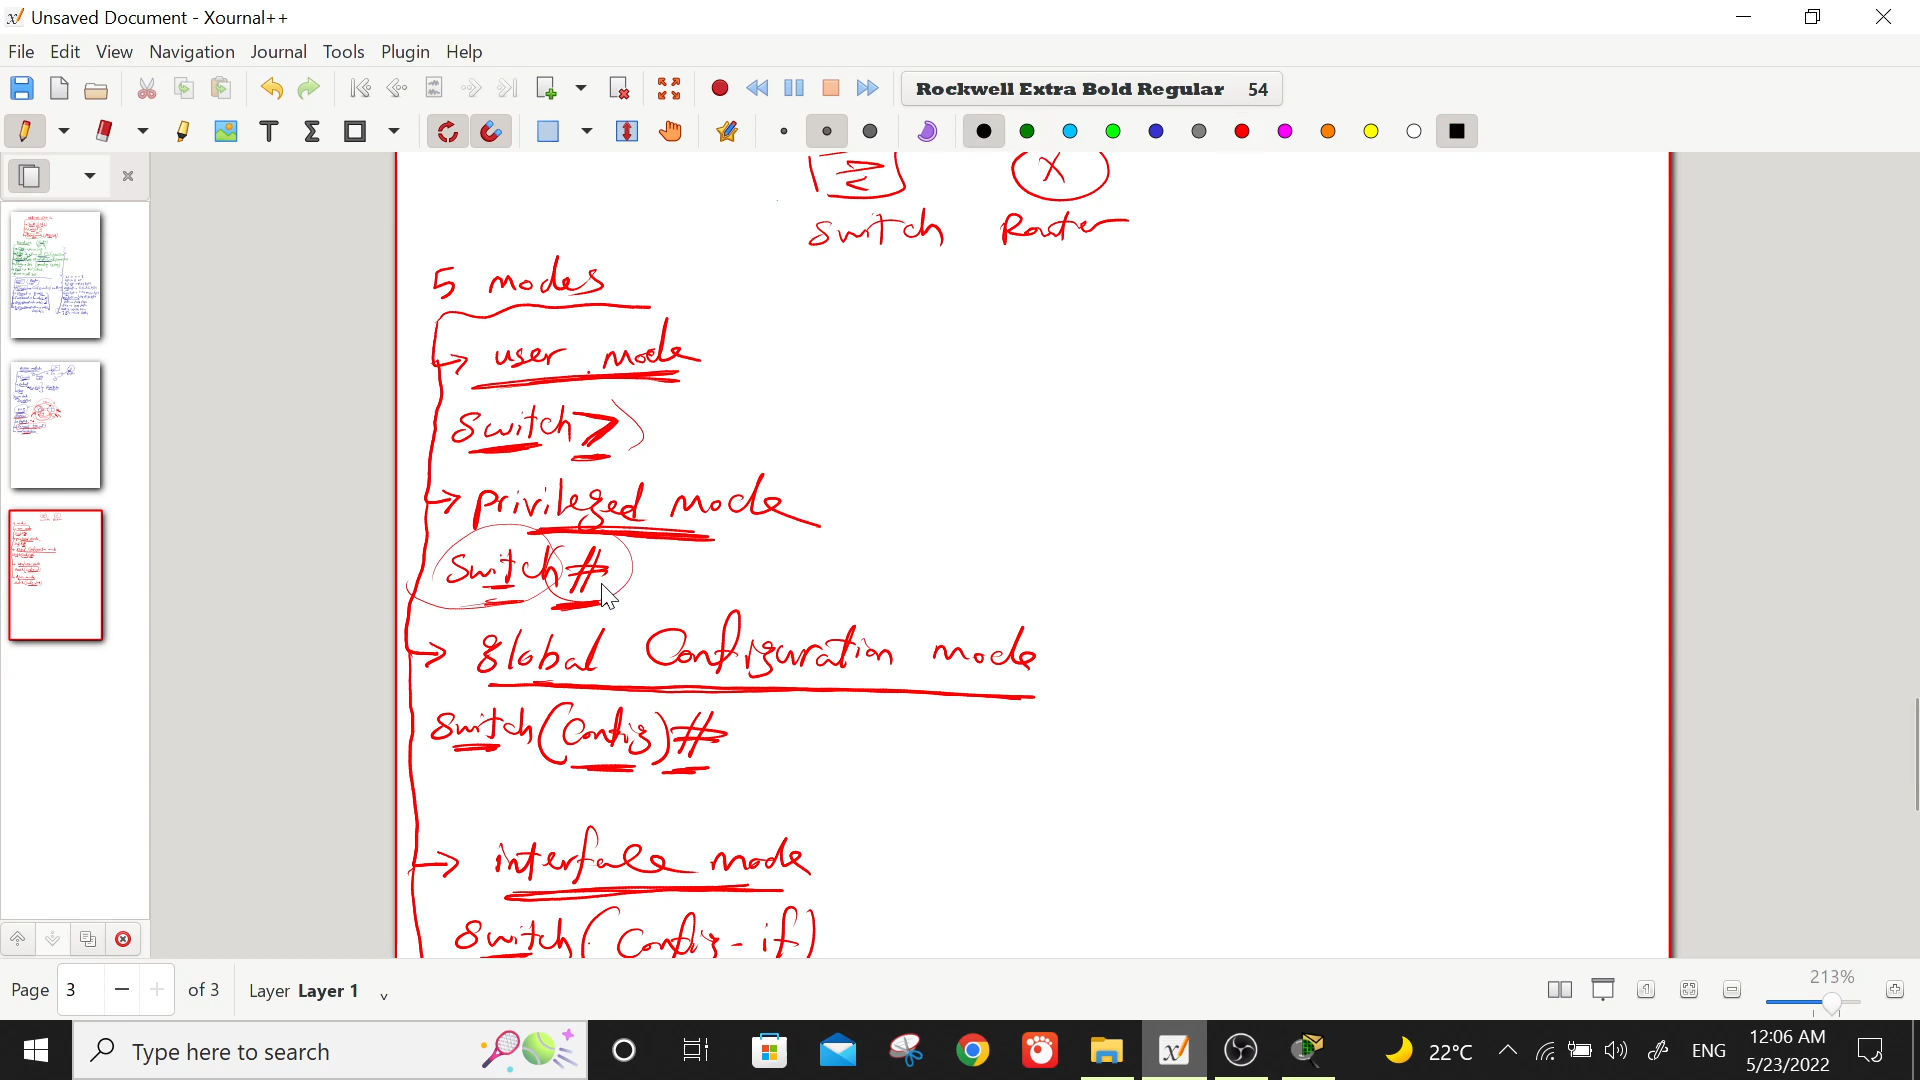 Unsaved Document - Xournal++
File Edit View Navigation Journal Tools Plugin Help
Rockwell Extra Bold Regular 54
X
switch Router
5 modes
→ user mode
switch >
→ privileged mode
switch #
→ global Configuration mode
switch (Config) #
→ interface mode
switch (Config-if)
Page 3 of 3 Layer Layer 1
213%
Type here to search
22°C ENG
12:06 AM
5/23/2022